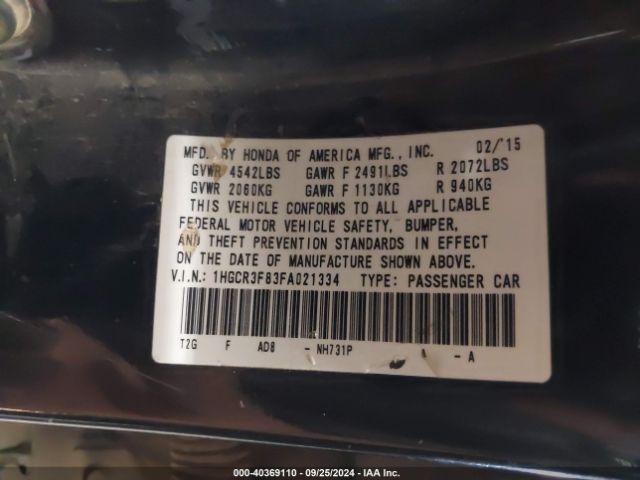 MFD. BY HONDA OF AMERICA MFG., INC. 02/'15
GVWR 4542LBS GAWR F 2491LBS R 2072LBS
GVWR 2060KG GAWR F 1130KG R 940KG
THIS VEHICLE CONFORMS TO ALL APPLICABLE
FEDERAL MOTOR VEHICLE SAFETY, BUMPER,
AND THEFT PREVENTION STANDARDS IN EFFECT
ON THE DATE OF MANUFACTURE SHOWN ABOVE.
V.I.N.: 1HGCR3F83FA021334 TYPE: PASSENGER CAR
T2G F AD8 - NH731P - A
000-40369110 - 09/25/2024 - IAA Inc.